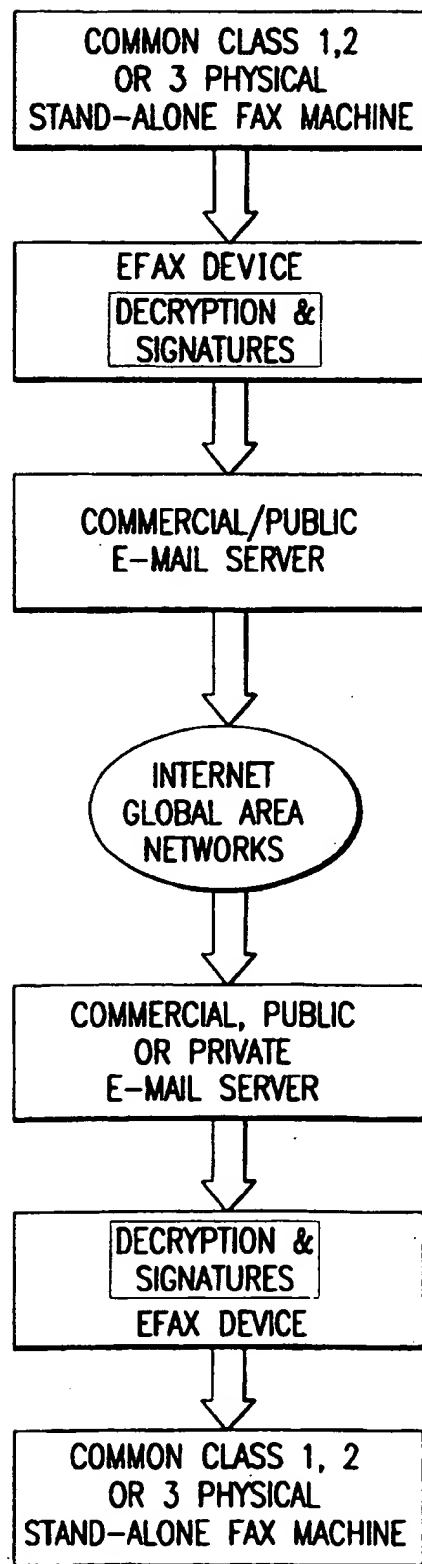 COMMON CLASS 1,2
OR 3 PHYSICAL
STAND-ALONE FAX MACHINE
EFAX DEVICE
DECRYPTION &
SIGNATURES
COMMERCIAL/PUBLIC
E-MAIL SERVER
INTERNET
GLOBAL AREA
NETWORKS
COMMERCIAL, PUBLIC
OR PRIVATE
E-MAIL SERVER
DECRYPTION &
SIGNATURES
EFAX DEVICE
COMMON CLASS 1, 2
OR 3 PHYSICAL
STAND-ALONE FAX MACHINE